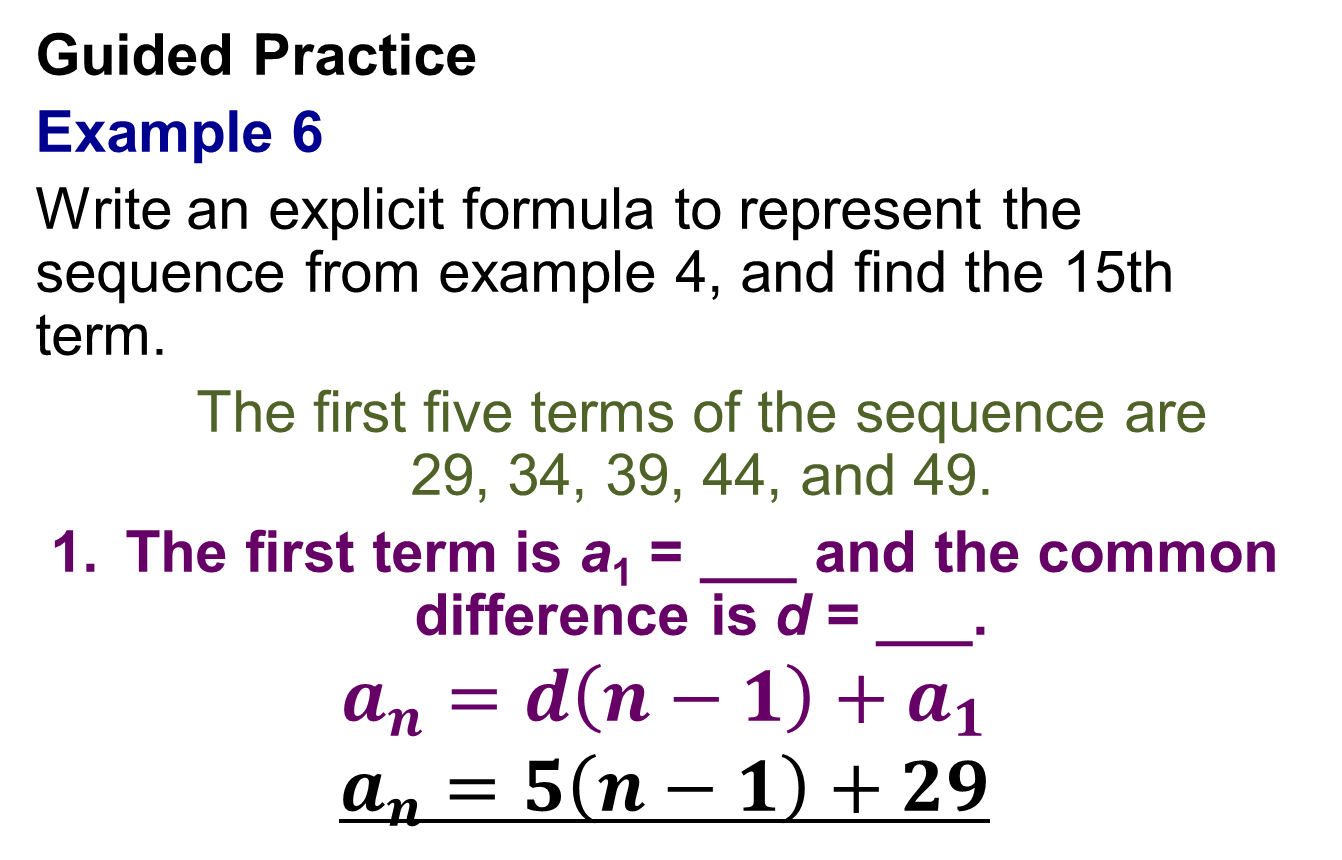 Guided Practice
Example 6
Write an explicit formula to represent the
sequence from example 4, and find the 15th
term.
The first five terms of the sequence are
29, 34, 39, 44, and 49.
1. The first term is a₁ = ___ and the common
difference is d = ___.
aₙ = d(n − 1) + a₁
aₙ = 5(n − 1) + 29